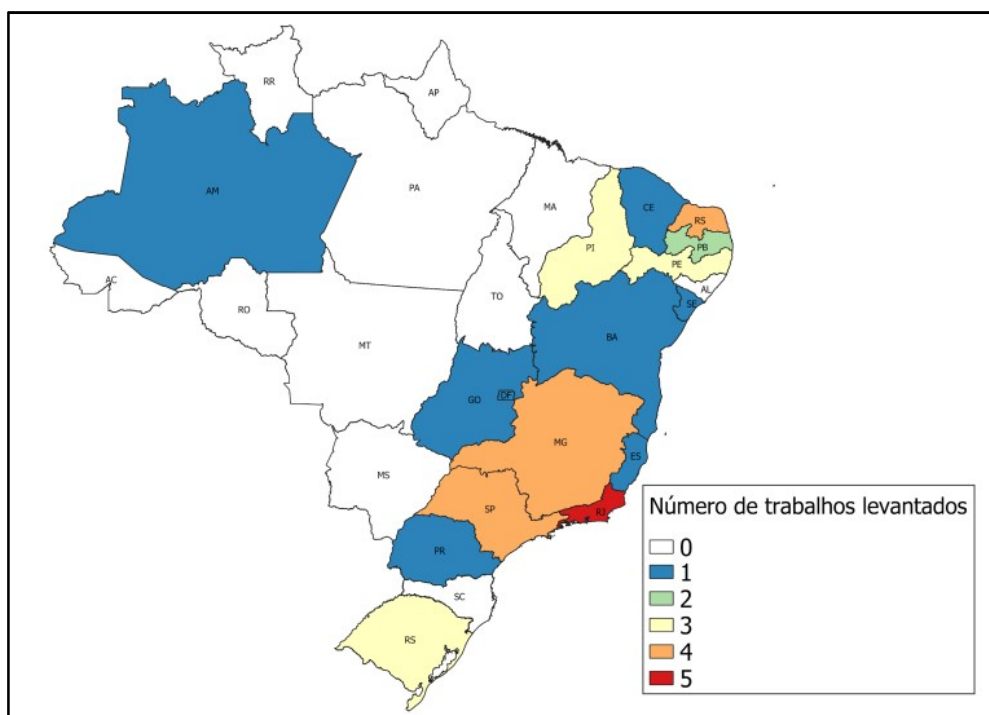 RR
AP
AM
PA
MA
CE
RS
PI
PB
PE
AL
SE
AC
TO
RO
BA
MT
GO
DF
MG
ES
MS
SP
RJ
PR
SC
RS
Número de trabalhos levantados
0
1
2
3
4
5